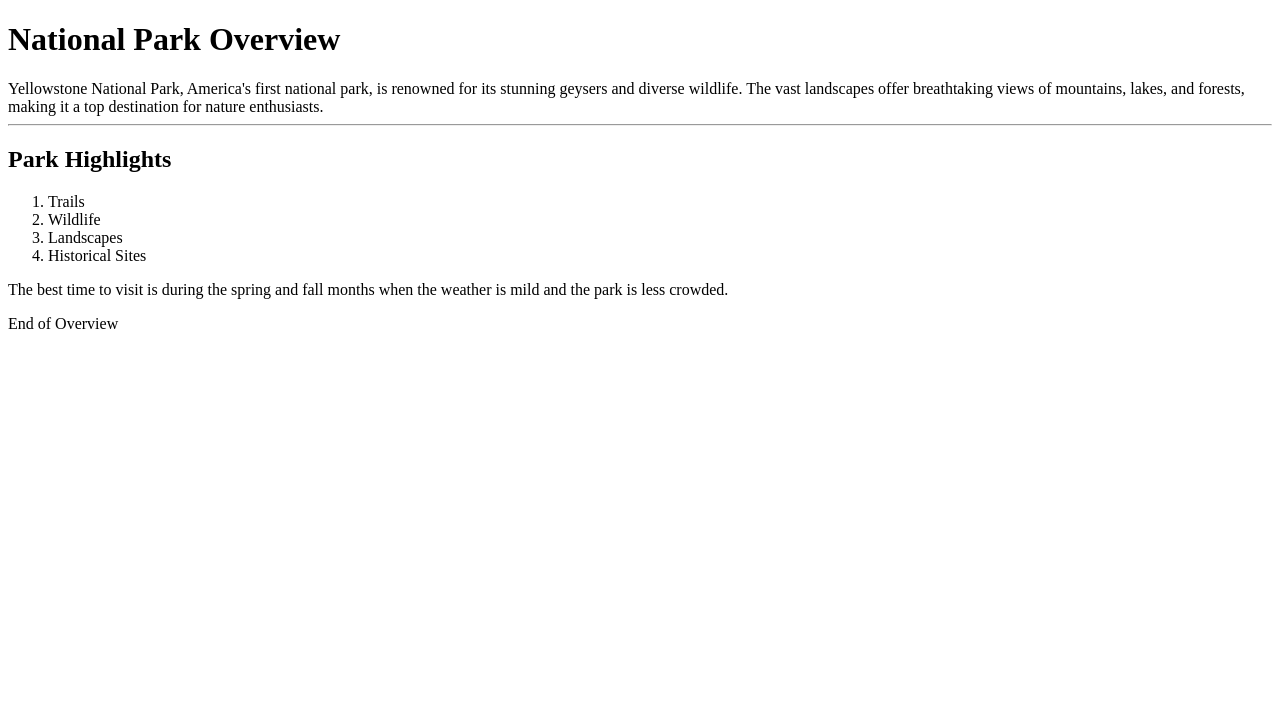 National Park Overview
Yellowstone National Park, America's first national park, is renowned for its stunning geysers and diverse wildlife. The vast landscapes offer breathtaking views of mountains, lakes, and forests,
making it a top destination for nature enthusiasts.
Park Highlights
1. Trails
2. Wildlife
3. Landscapes
4. Historical Sites
The best time to visit is during the spring and fall months when the weather is mild and the park is less crowded.
End of Overview